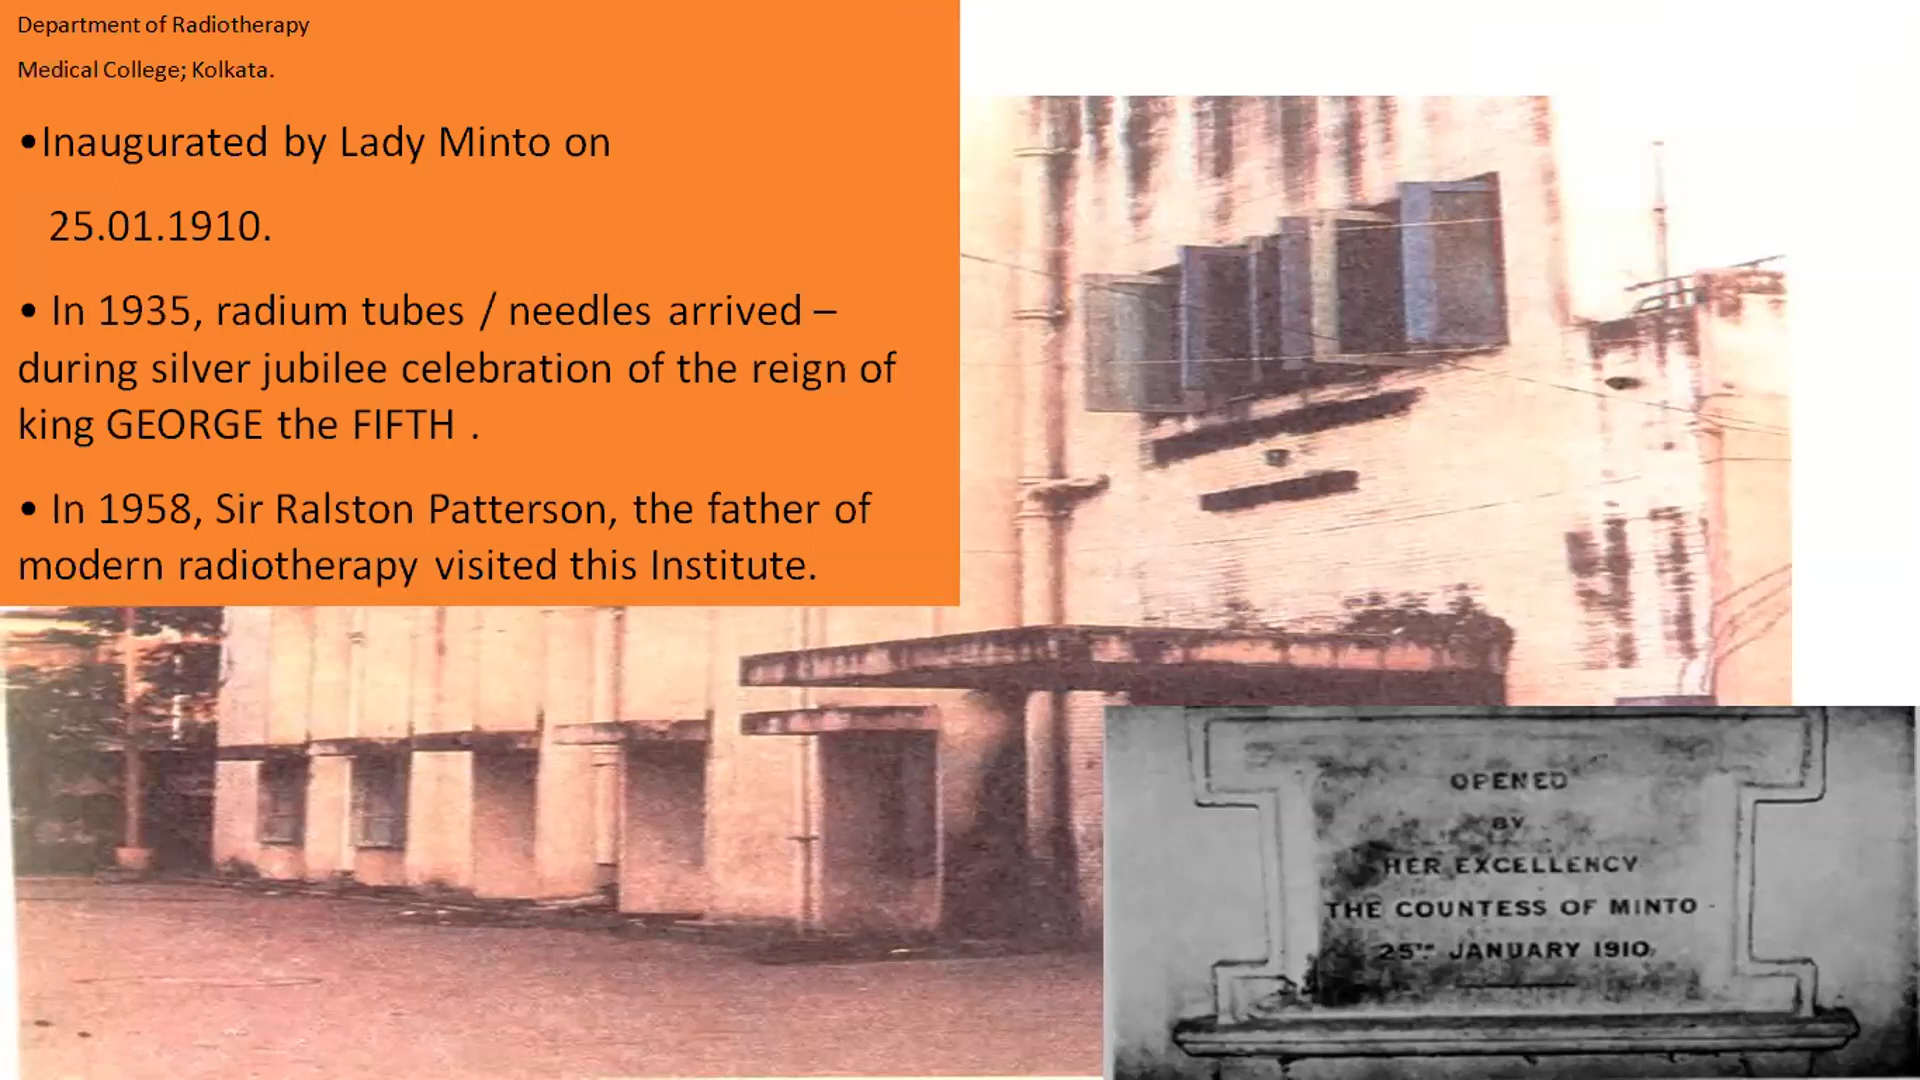 Department of Radiotherapy
Medical College; Kolkata.
•Inaugurated by Lady Minto on
25.01.1910.
• In 1935, radium tubes / needles arrived –
during silver jubilee celebration of the reign of
king GEORGE the FIFTH .
• In 1958, Sir Ralston Patterson, the father of
modern radiotherapy visited this Institute.
OPENED
BY
HER EXCELLENCY
THE COUNTESS OF MINTO
25TH JANUARY 1910.